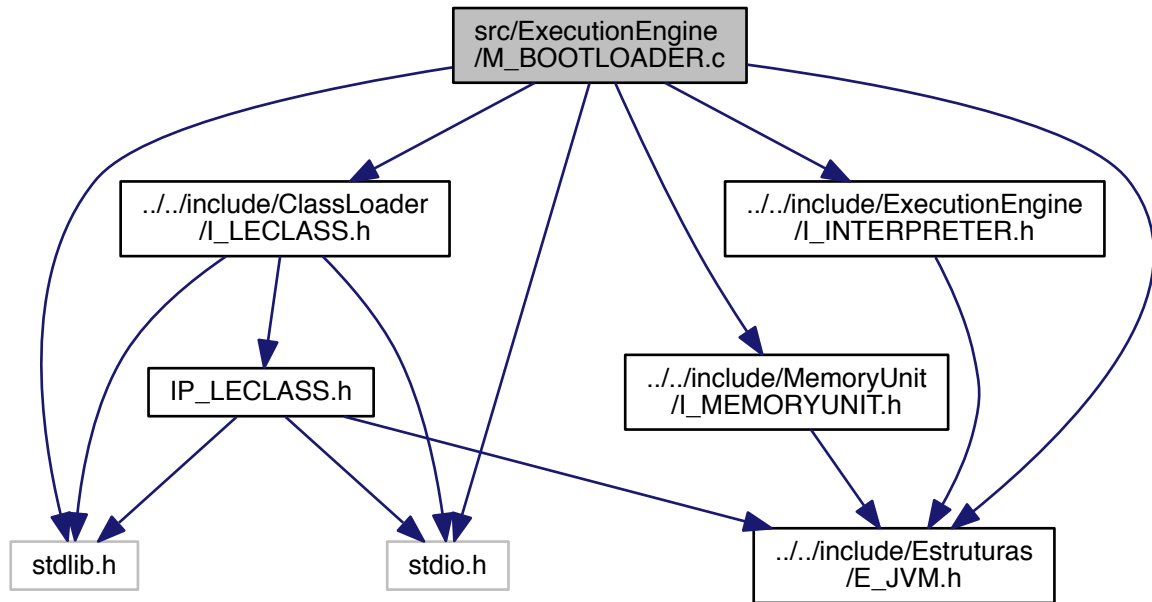 src/ExecutionEngine
/M_BOOTLOADER.c
../../include/ClassLoader
/I_LECLASS.h
../../include/ExecutionEngine
/I_INTERPRETER.h
IP_LECLASS.h
../../include/MemoryUnit
/I_MEMORYUNIT.h
stdlib.h
stdio.h
../../include/Estruturas
/E_JVM.h